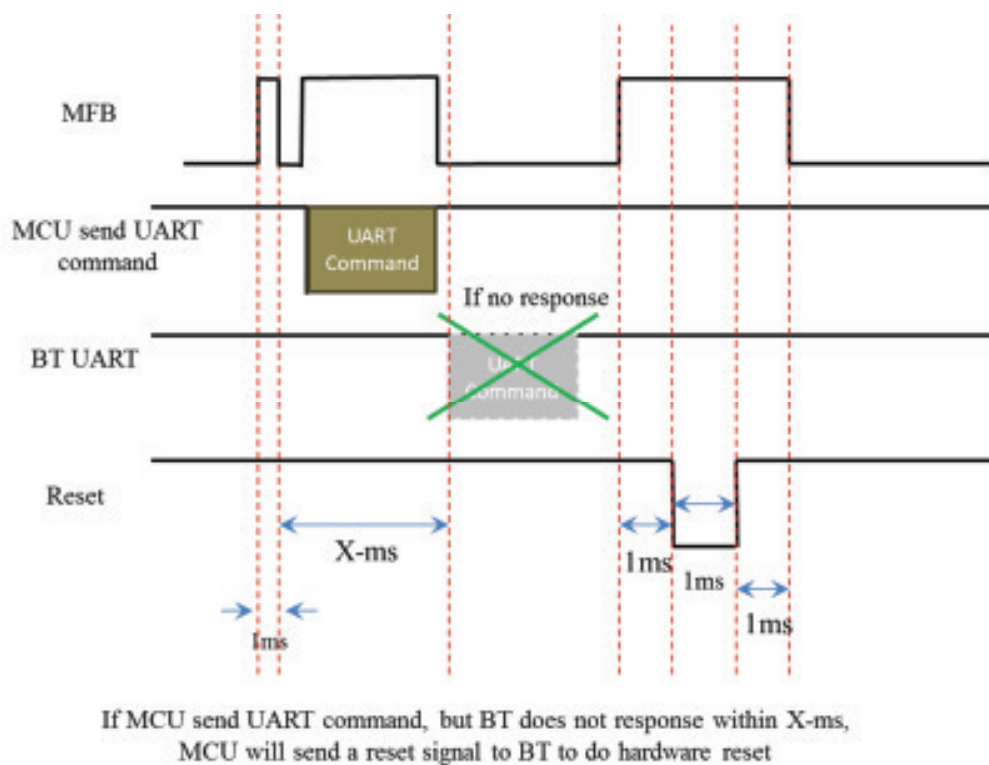 MFB
MCU send UART
command
UART
Command
If no response
BT UART
UART
Command
Reset
X-ms
1ms
1ms
1ms
1ms
If MCU send UART command, but BT does not response within X-ms,
MCU will send a reset signal to BT to do hardware reset